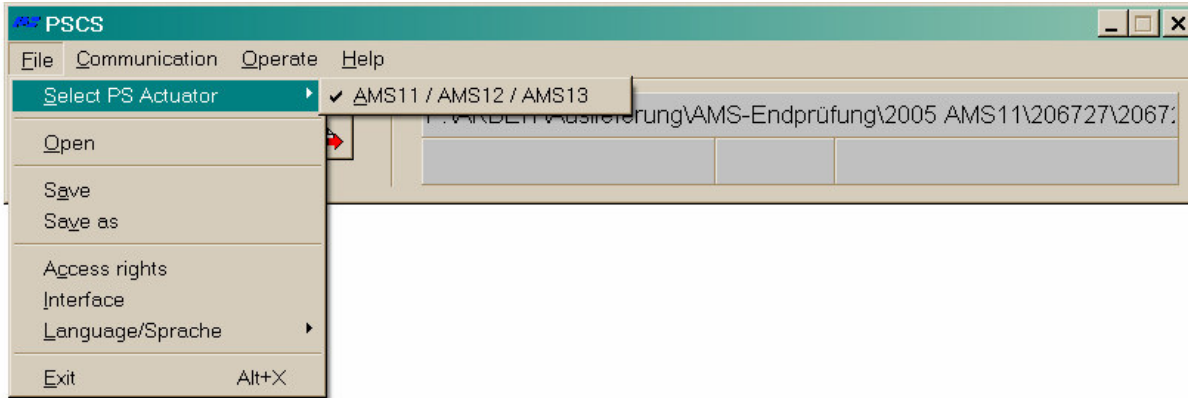 PSCS
File Communication Operate Help
Select PS Actuator
✔ AMS11 / AMS12 / AMS13
\AMS-Endprüfung\2005 AMS11\206727\2067
Open
Save
Save as
Access rights
Interface
Language/Sprache
Exit Alt+X